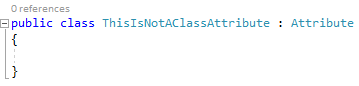 0 references
public class ThisIsNotAClassAttribute : Attribute
{
}